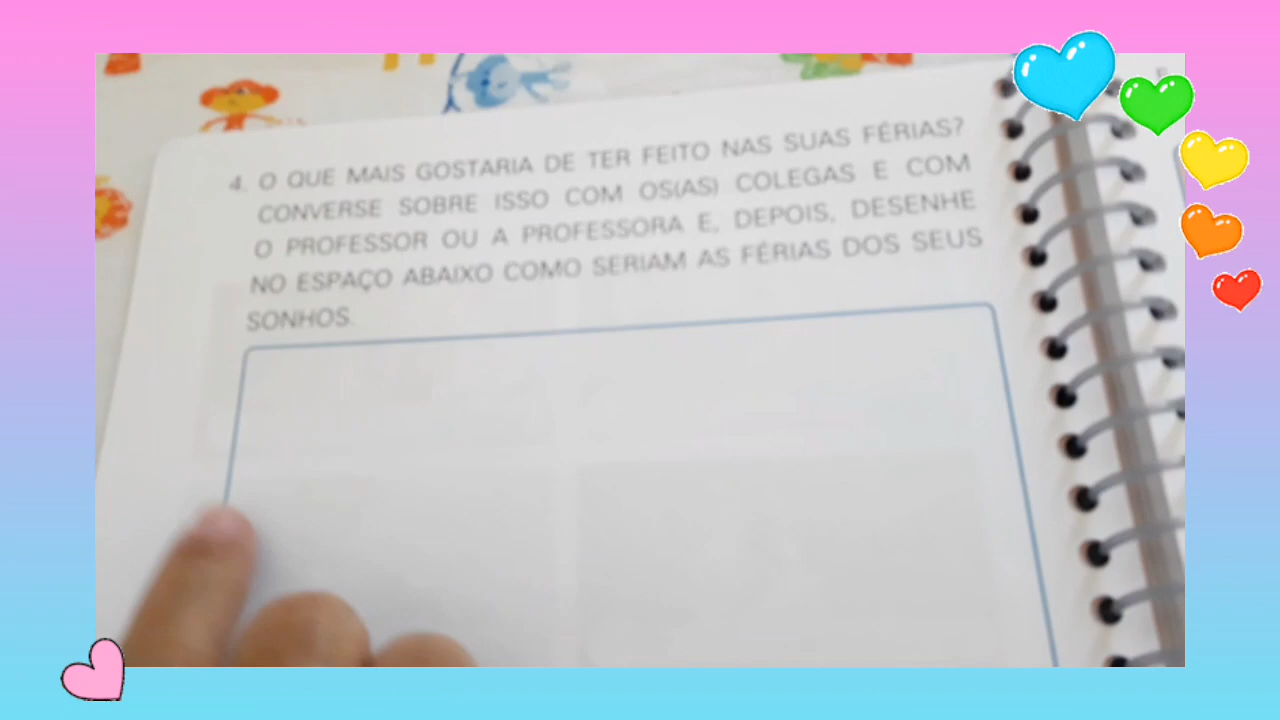 4. O QUE MAIS GOSTARIA DE TER FEITO NAS SUAS FÉRIAS?
CONVERSE SOBRE ISSO COM OS(AS) COLEGAS E COM
O PROFESSOR OU A PROFESSORA E, DEPOIS, DESENHE
NO ESPAÇO ABAIXO COMO SERIAM AS FÉRIAS DOS SEUS
SONHOS.